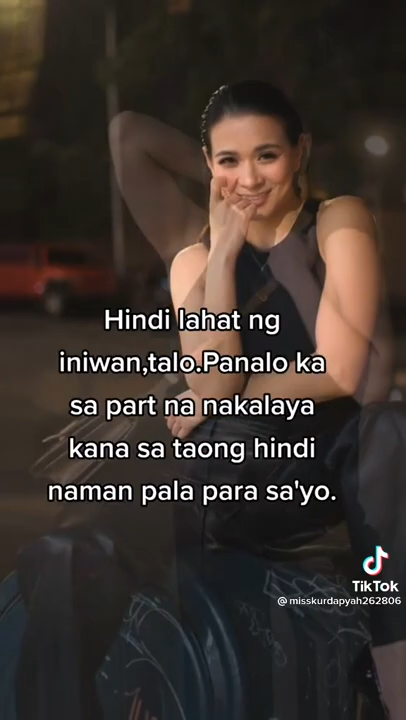 Hindi lahat ng
iniwan,talo.Panalo ka
sa part na nakalaya
kana sa taong hindi
naman pala para sa'yo.
TikTok
@misskurdapyah262806